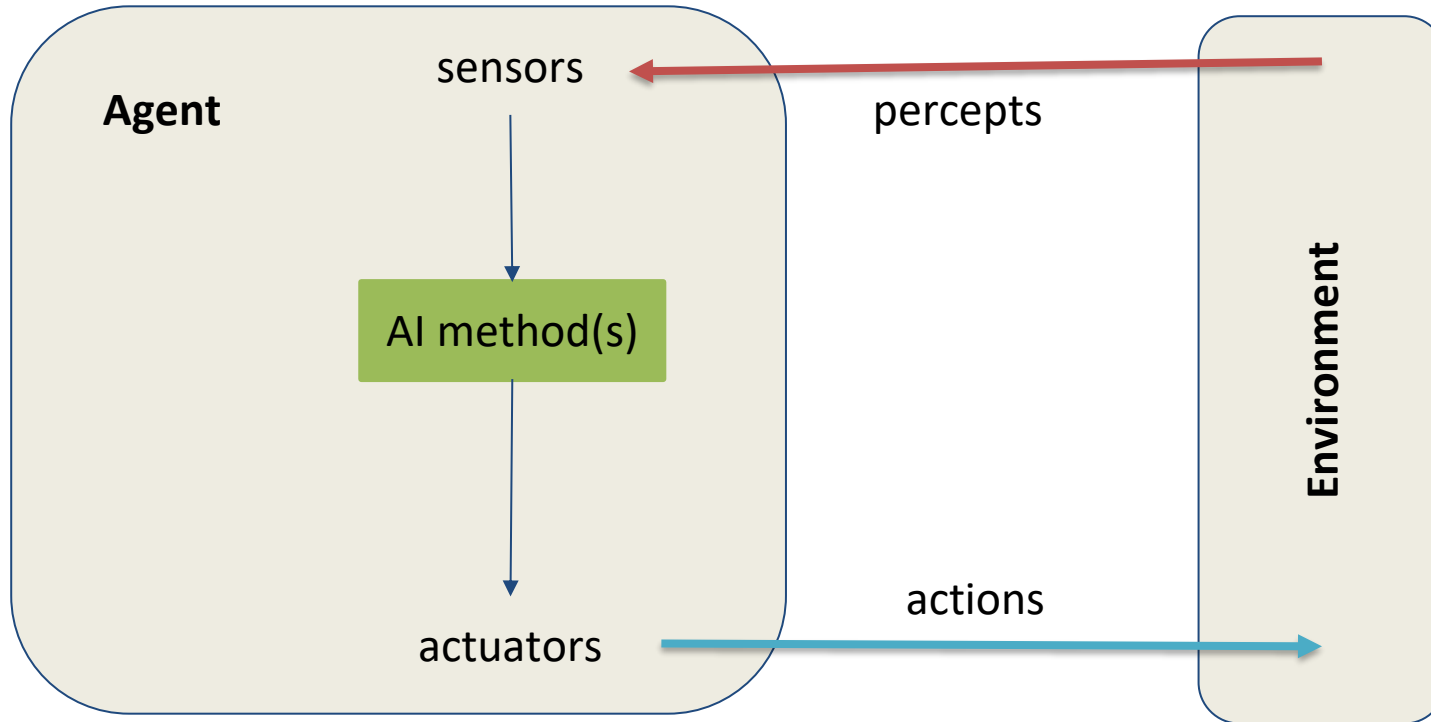 sensors
Agent
percepts
AI method(s)
Environment
actions
actuators